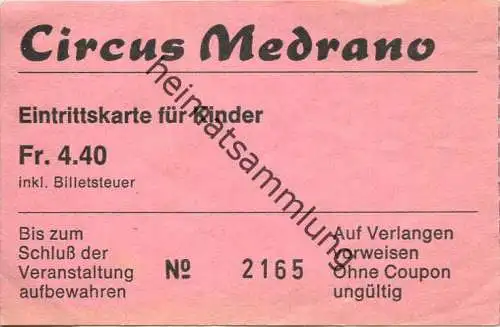 Circus Medrano
Eintrittskarte für Kinder
Fr. 4.40
inkl. Billetsteuer
Bis zum
Schluß der
Veranstaltung
aufbewahren
№ 2165
Auf Verlangen
vorweisen
Ohne Coupon
ungültig
heimatsammlung.de